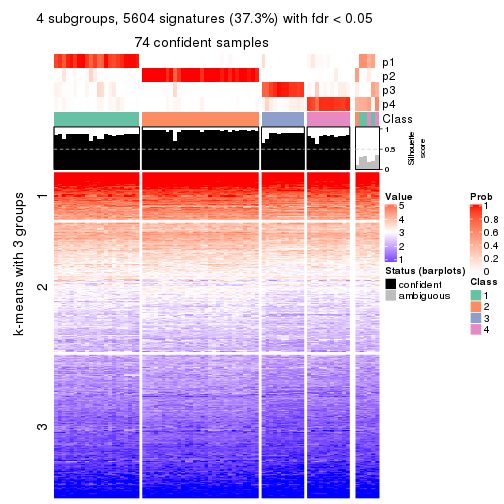 4 subgroups, 5604 signatures (37.3%) with fdr < 0.05
74 confident samples
p1
p2
p3
p4
Class
1
0.5
0
Silhouette
score
k-means with 3 groups
1
2
3
Value
5
4
3
2
1
Status (barplots)
confident
ambiguous
Prob
1
0.8
0.6
0.4
0.2
0
Class
1
2
3
4